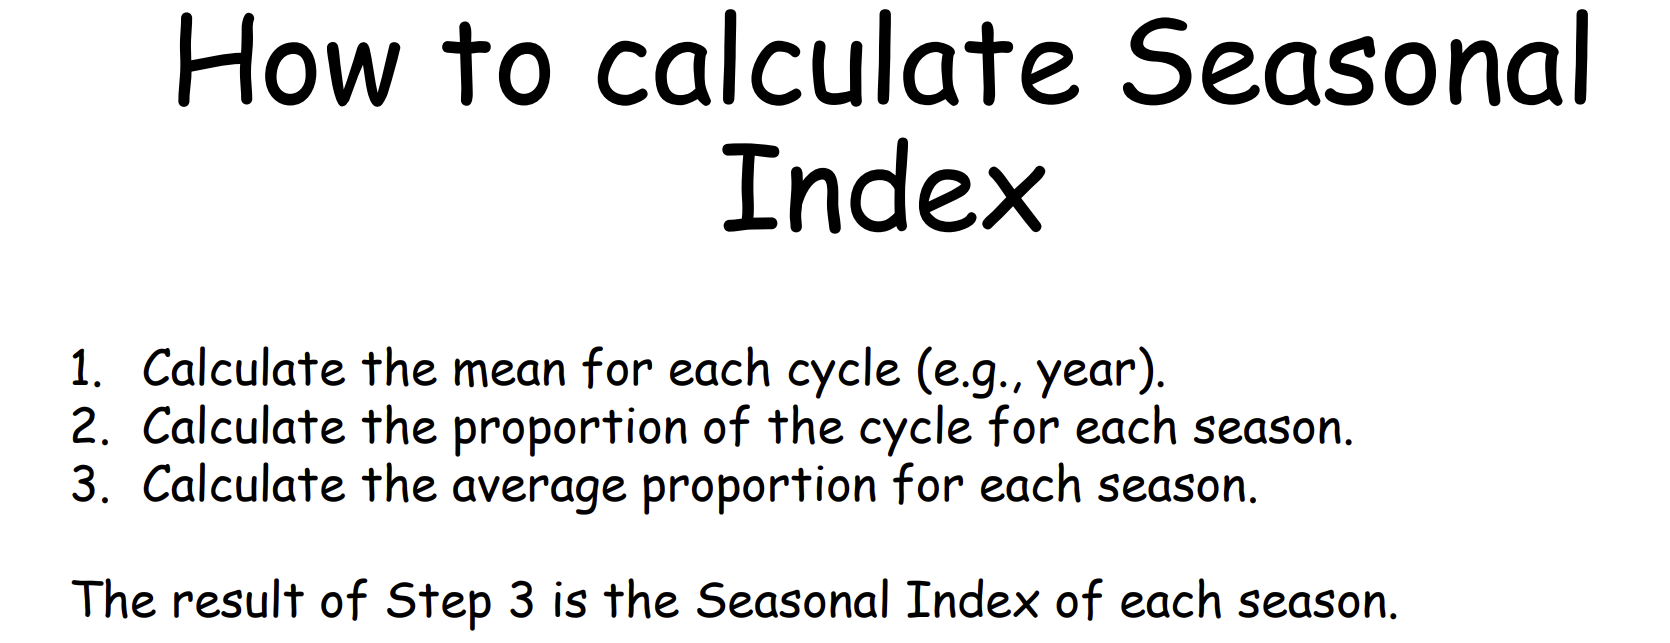 How to calculate Seasonal
Index
1. Calculate the mean for each cycle (e.g., year).
2. Calculate the proportion of the cycle for each season.
3. Calculate the average proportion for each season.
The result of Step 3 is the Seasonal Index of each season.